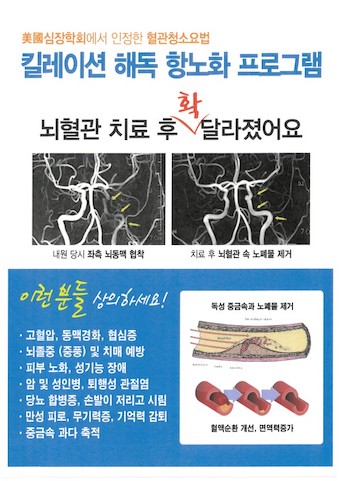 美國심장학회에서 인정한 혈관청소요법
킬레이션 해독 항노화 프로그램
뇌혈관 치료 후 확 달라졌어요
내원 당시 좌측 뇌동맥 협착
치료 후 뇌혈관 속 노폐물 제거
이런 분들 상의하세요!
· 고혈압, 동맥경화, 협심증
· 뇌졸중 (중풍) 및 치매 예방
· 피부 노화, 성기능 장애
· 암 및 성인병, 퇴행성 관절염
· 당뇨 합병증, 손발이 저리고 시림
· 만성 피로, 무기력증, 기억력 감퇴
· 중금속 과다 축적
독성 중금속과 노폐물 제거
혈액순환 개선, 면역력증가